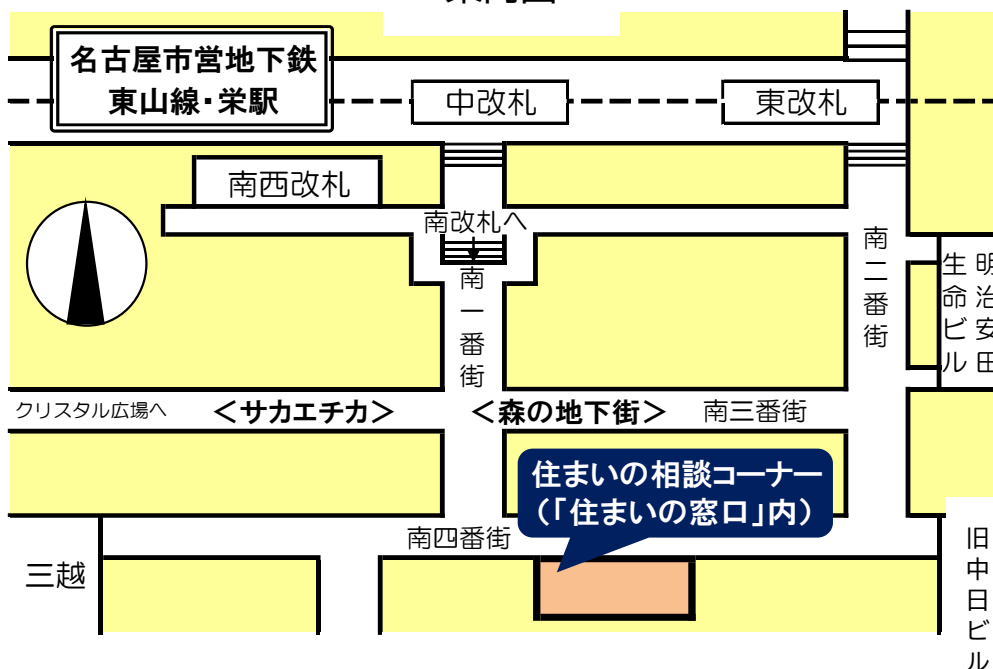 名古屋市営地下鉄
東山線・栄駅
中改札
東改札
南西改札
南改札へ
南一番街
南二番街
明治安田
生命ビル
クリスタル広場へ
＜サカエチカ＞
＜森の地下街＞
南三番街
住まいの相談コーナー
（「住まいの窓口」内）
南四番街
三越
旧中日ビル